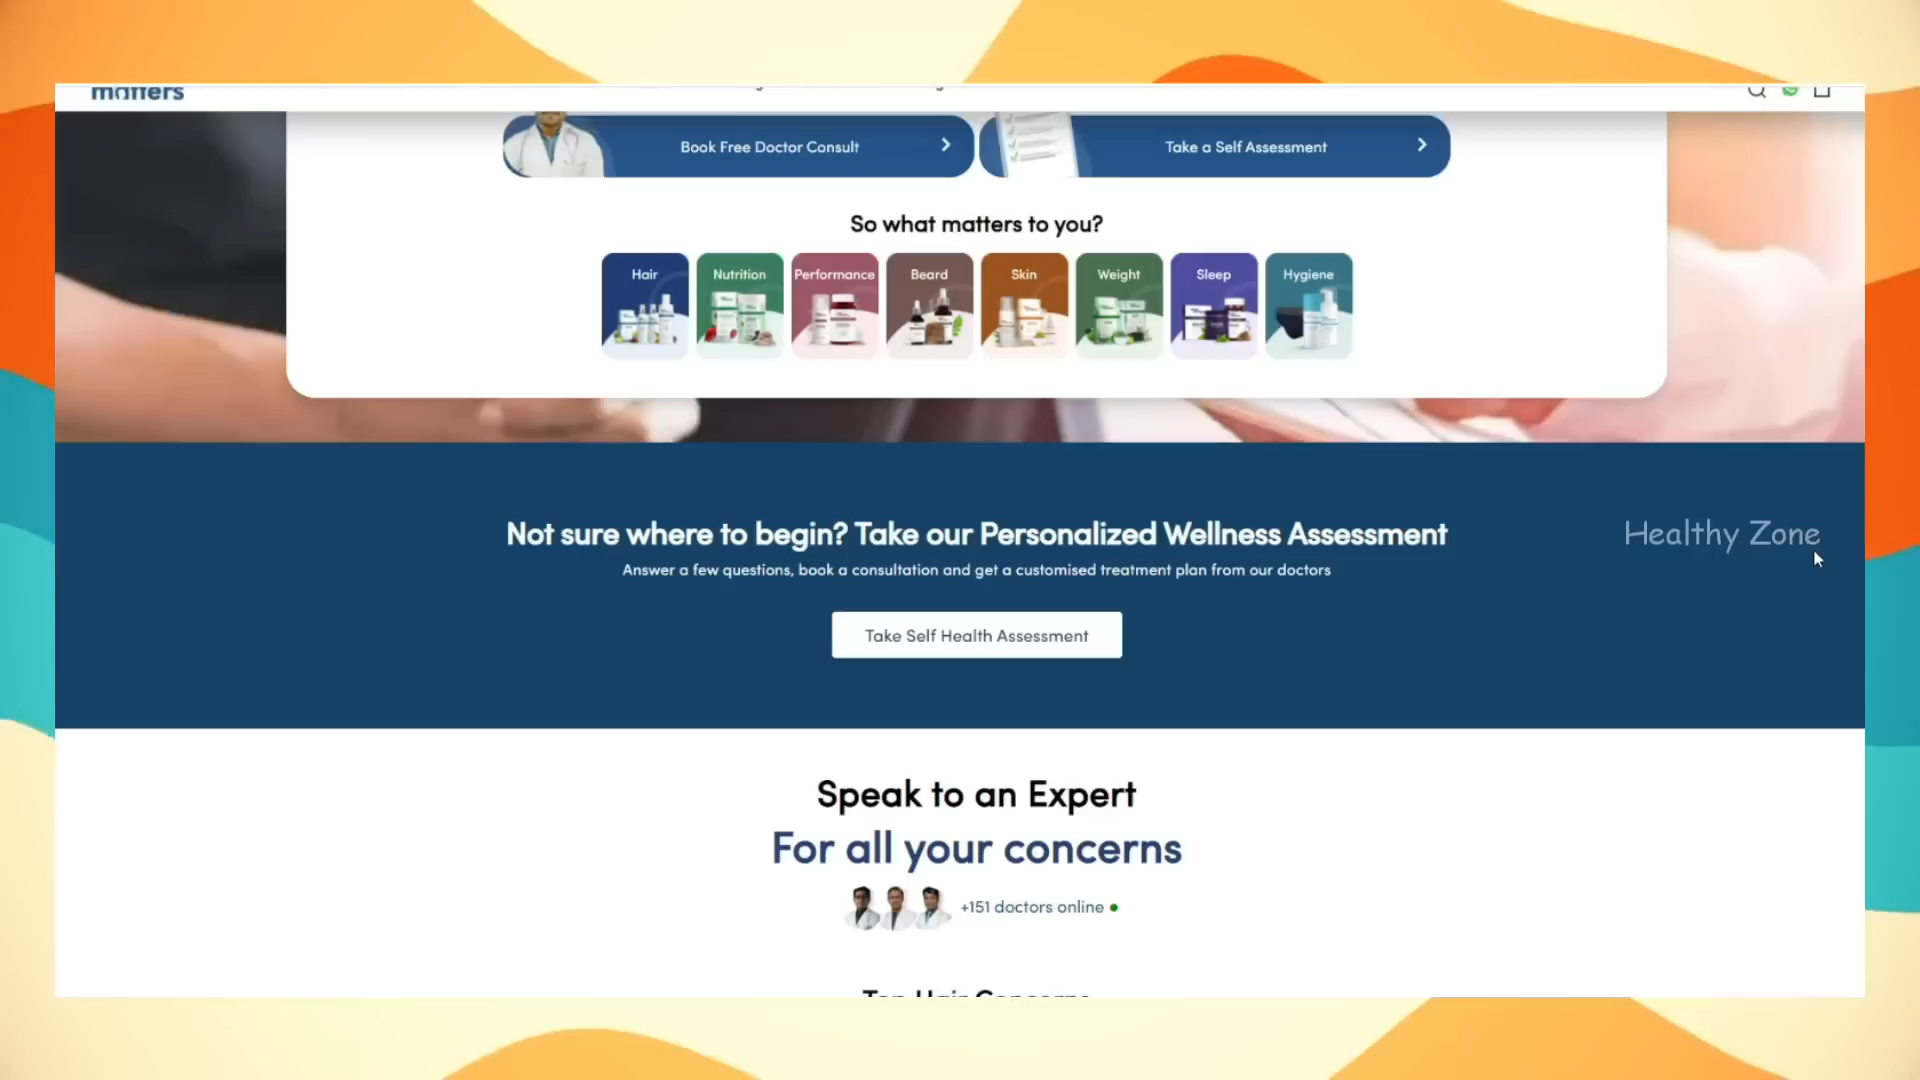 matters
Book Free Doctor Consult
Take a Self Assessment
So what matters to you?
Hair
Nutrition
Performance
Beard
Skin
Weight
Sleep
Hygiene
Not sure where to begin? Take our Personalized Wellness Assessment
Healthy Zone
Answer a few questions, book a consultation and get a customised treatment plan from our doctors
Take Self Health Assessment
Speak to an Expert
For all your concerns
+151 doctors online
Top Hair Concerns